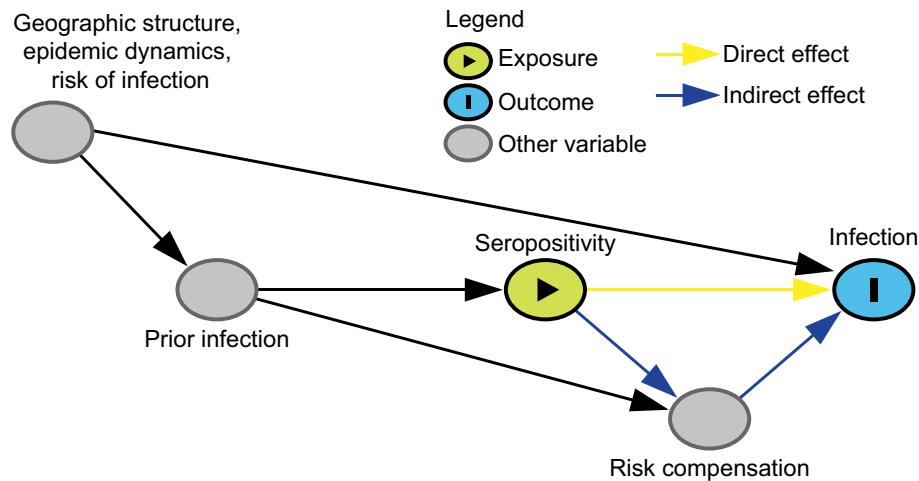 Geographic structure,
epidemic dynamics,
risk of infection
Legend
Exposure
Outcome
Other variable
Direct effect
Indirect effect
Seropositivity
Infection
Prior infection
Risk compensation